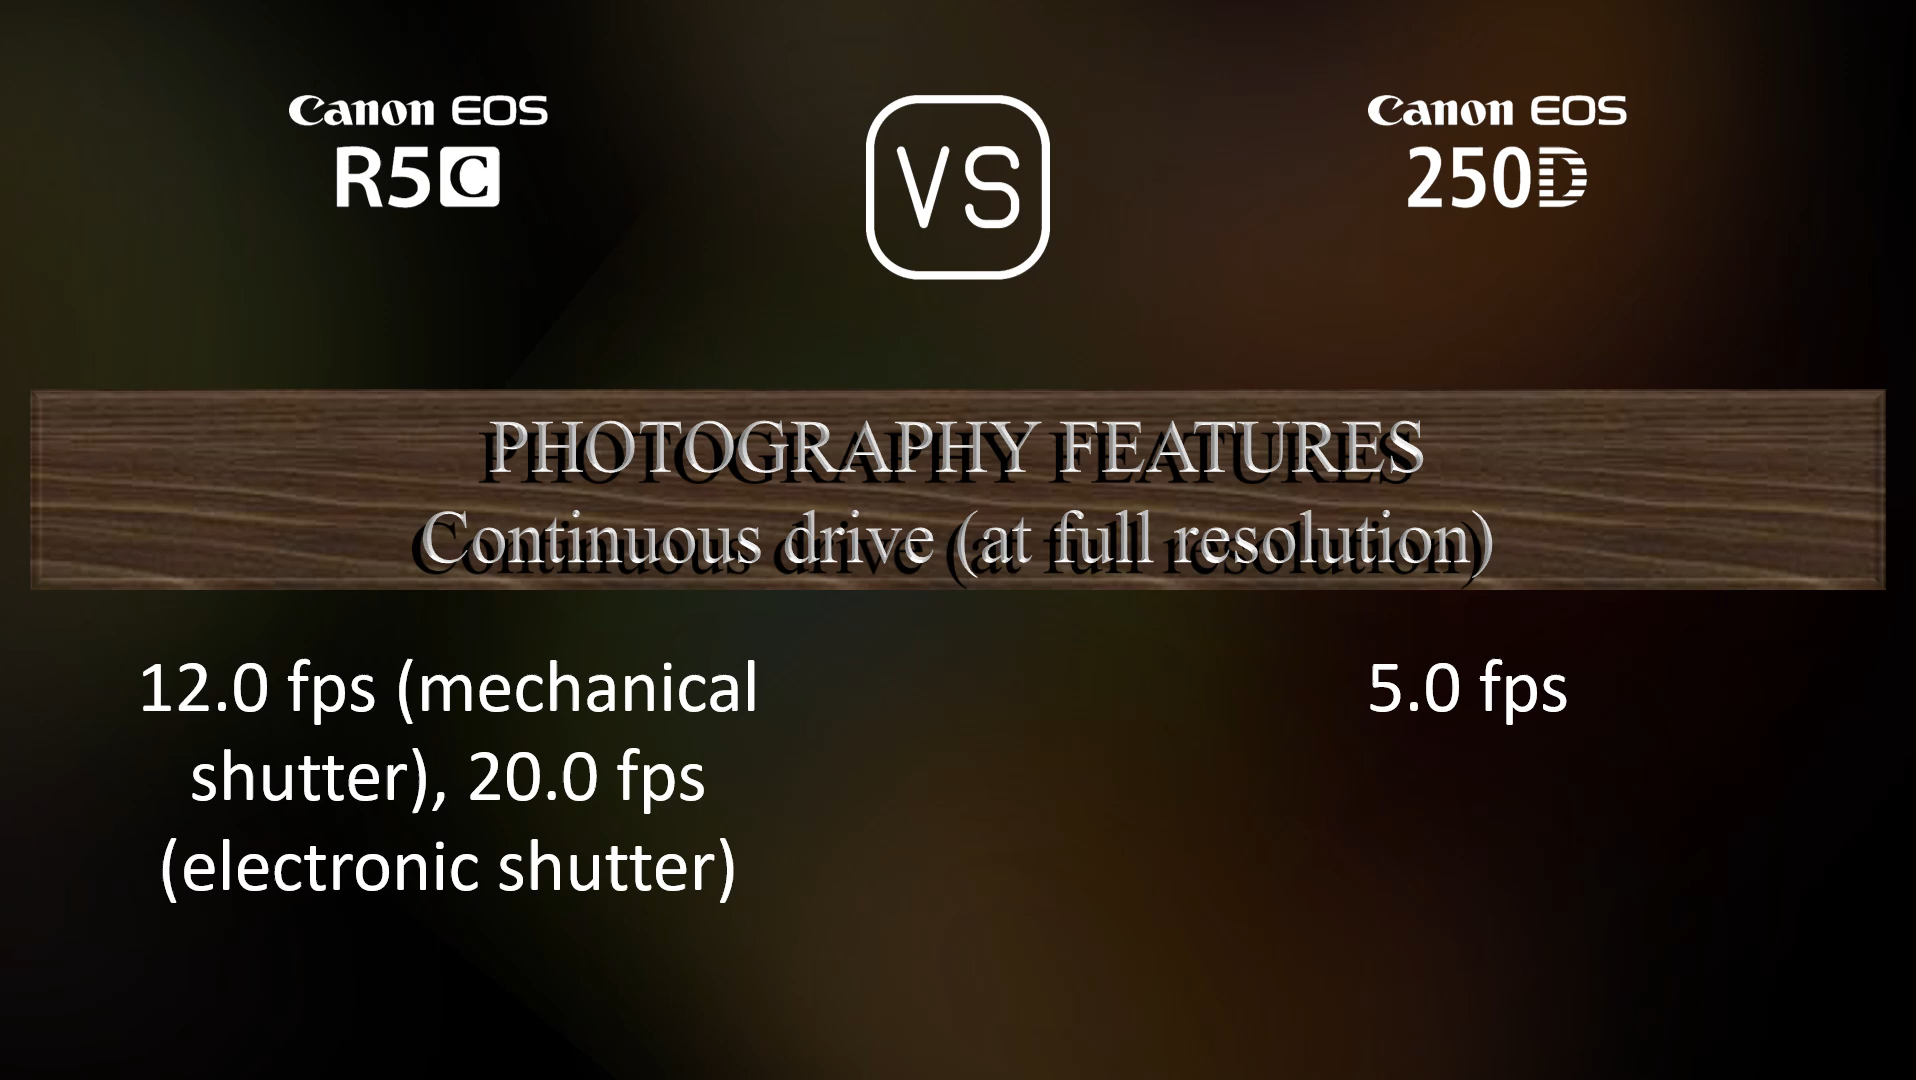 Canon EOS
R5 C
VS
Canon EOS
250D
PHOTOGRAPHY FEATURES
Continuous drive (at full resolution)
12.0 fps (mechanical
shutter), 20.0 fps
(electronic shutter)
5.0 fps